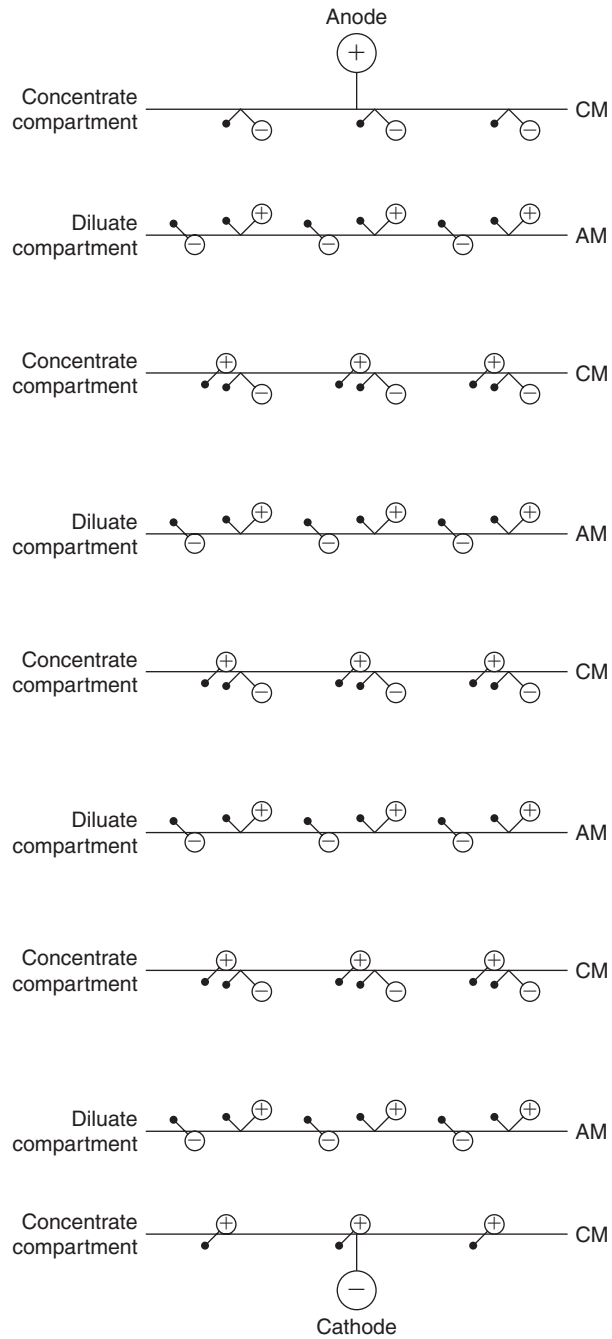 Anode
+
Concentrate
compartment
CM
− − −
Diluate
compartment
AM
+ + +
− − −
Concentrate
compartment
CM
+ + +
− − −
Diluate
compartment
AM
+ + +
− − −
Concentrate
compartment
CM
+ + +
− − −
Diluate
compartment
AM
+ + +
− − −
Concentrate
compartment
CM
+ + +
− − −
Diluate
compartment
AM
+ + +
− − −
Concentrate
compartment
CM
+ + +
−
Cathode